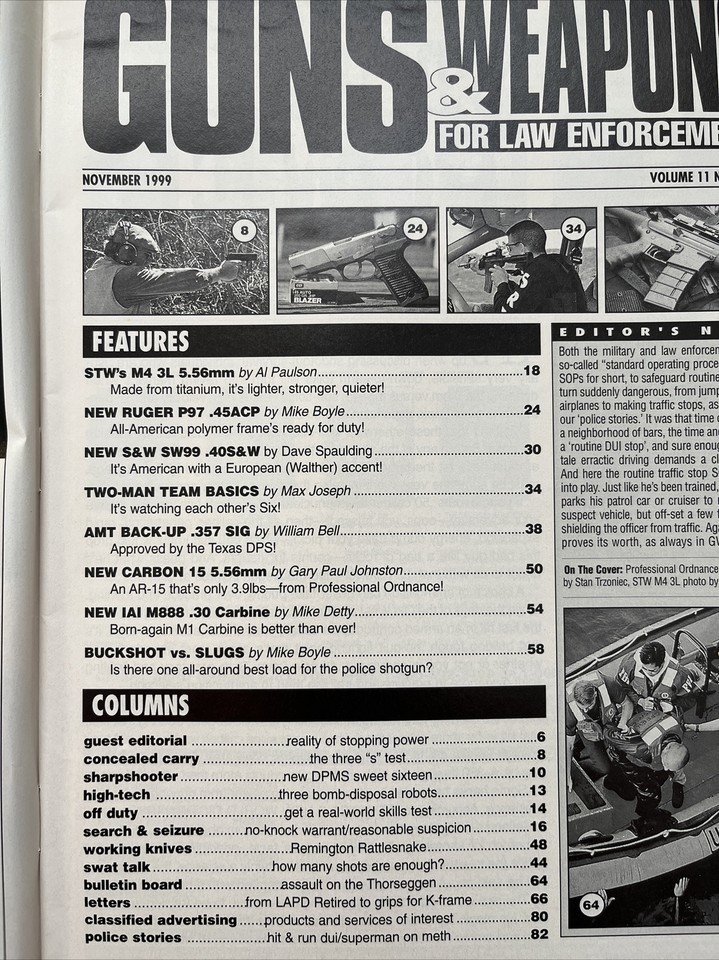 GUNS & WEAPON
FOR LAW ENFORCEME
NOVEMBER 1999
VOLUME 11 N
8
24
34
CCI
45 AUTO
BLAZER
FEATURES
STW's M4 3L 5.56mm by Al Paulson..........18
Made from titanium, it's lighter, stronger, quieter!
NEW RUGER P97 .45ACP by Mike Boyle..........24
All-American polymer frame's ready for duty!
NEW S&W SW99 .40S&W by Dave Spaulding..........30
It's American with a European (Walther) accent!
TWO-MAN TEAM BASICS by Max Joseph..........34
It's watching each other's Six!
AMT BACK-UP .357 SIG by William Bell..........38
Approved by the Texas DPS!
NEW CARBON 15 5.56mm by Gary Paul Johnston..........50
An AR-15 that's only 3.9lbs—from Professional Ordnance!
NEW IAI M888 .30 Carbine by Mike Detty..........54
Born-again M1 Carbine is better than ever!
BUCKSHOT vs. SLUGS by Mike Boyle..........58
Is there one all-around best load for the police shotgun?
COLUMNS
guest editorial ..........reality of stopping power ..........6
concealed carry ..........the three "s" test..........8
sharpshooter..........new DPMS sweet sixteen..........10
high-tech ..........three bomb-disposal robots..........13
off duty ..........get a real-world skills test ..........14
search & seizure ..........no-knock warrant/reasonable suspicion ..........16
working knives..........Remington Rattlesnake..........48
swat talk..........how many shots are enough?..........44
bulletin board ..........assault on the Thorseggen..........64
letters ..........from LAPD Retired to grips for K-frame ..........66
classified advertising ......products and services of interest ..........80
police stories ..........hit & run dui/superman on meth..........82
EDITOR'S N
Both the military and law enforcem
so-called "standard operating proce
SOPs for short, to safeguard routine
turn suddenly dangerous, from jump
airplanes to making traffic stops, as
our 'police stories.' It was that time o
a neighborhood of bars, the time an
a 'routine DUI stop', and sure enoug
tale erractic driving demands a cl
And here the routine traffic stop S
into play. Just like he's been trained,
parks his patrol car or cruiser to
suspect vehicle, but off-set a few f
shielding the officer from traffic. Aga
proves its worth, as always in GW
On The Cover: Professional Ordnance
by Stan Trzoniec, STW M4 3L photo by
64